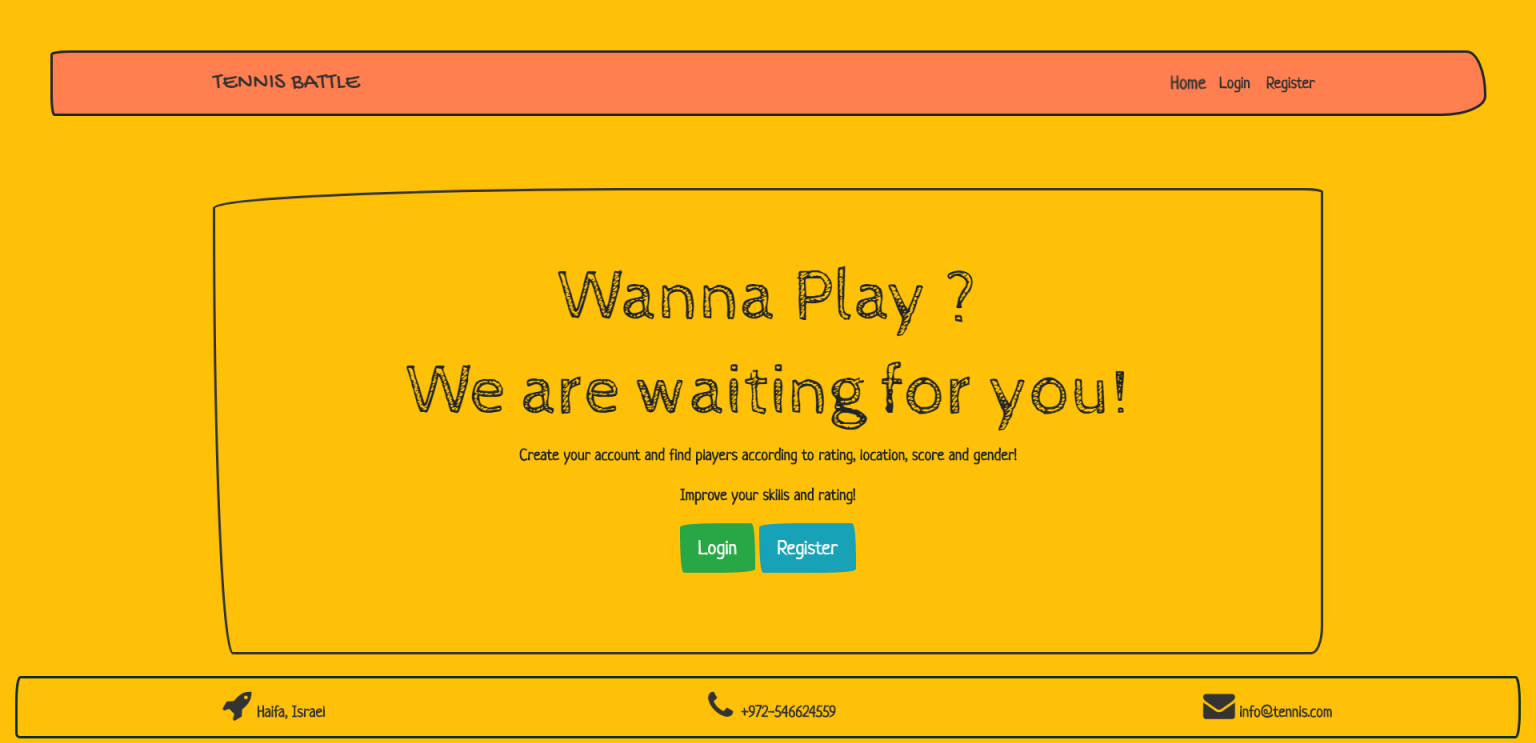 TENNIS BATTLE
Home Login Register
Wanna Play ?
We are waiting for you!
Create your account and find players according to rating, location, score and gender!
Improve your skills and rating!
Login Register
Haifa, Israel
+972-546624559
info@tennis.com